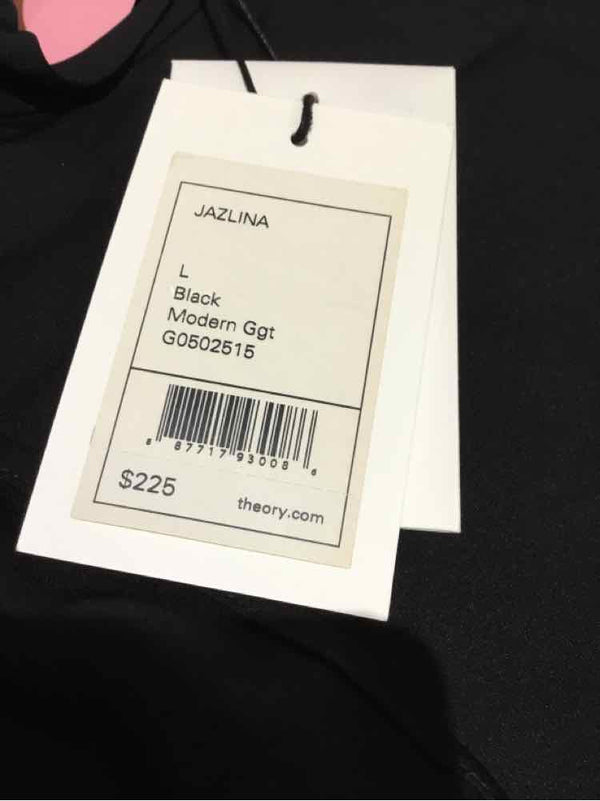 JAZLINA
L
Black
Modern Ggt
G0502515
8 87717 93008 6
$225
theory.com